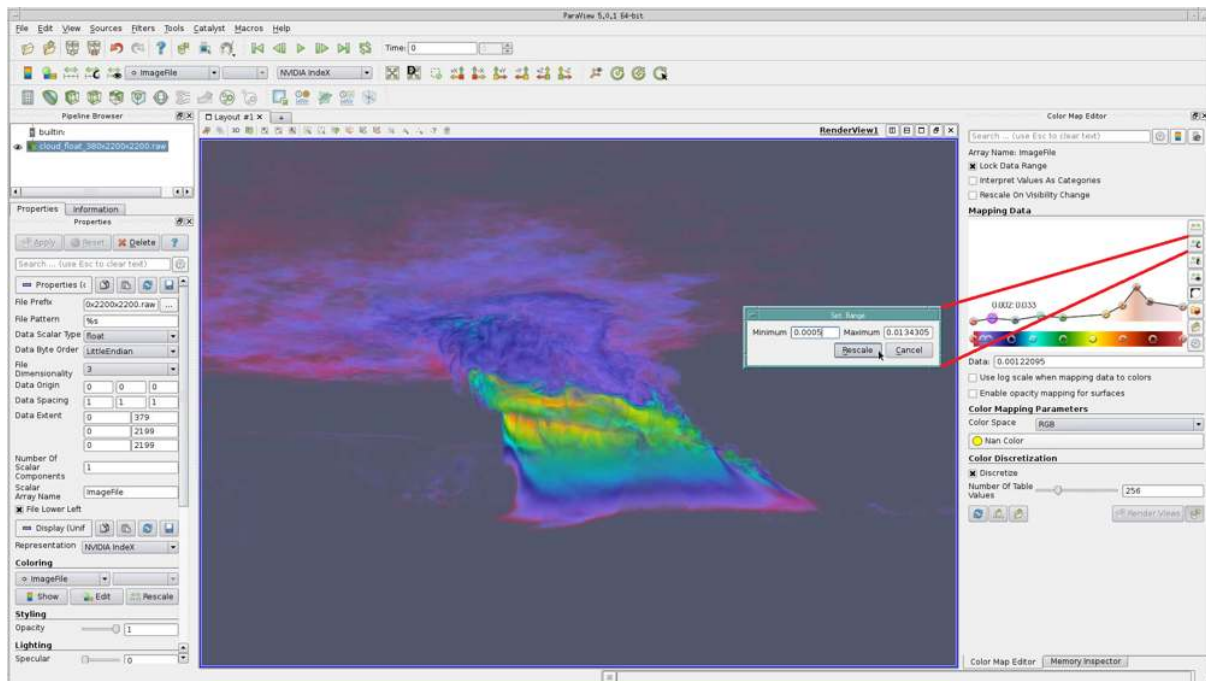 ParaView 5.0.1 64-bit
File Edit View Sources Filters Tools Catalyst Macros Help
Time: 0
ImageFile NVIDIA IndeX
Pipeline Browser
builtin:
cloud_float_380x2200x2200.raw
Properties Information
Properties
Apply Reset Delete ?
Search ... (use Esc to clear text)
Properties (c
File Prefix 0x2200x2200.raw ...
File Pattern %s
Data Scalar Type float
Data Byte Order LittleEndian
File Dimensionality 3
Data Origin 0 0 0
Data Spacing 1 1 1
Data Extent 0 379
0 2199
0 2199
Number Of Scalar Components 1
Scalar Array Name ImageFile
File Lower Left
Display (Unif
Representation NVIDIA IndeX
Coloring
ImageFile
Show Edit Rescale
Styling
Opacity 1
Lighting
Specular 0
Layout #1
3D
RenderView1
Set Range
Minimum 0.0005 Maximum 0.0134305
Rescale Cancel
Color Map Editor
Search ... (use Esc to clear text)
Array Name: ImageFile
Lock Data Range
Interpret Values As Categories
Rescale On Visibility Change
Mapping Data
Data: 0.00122095
Use log scale when mapping data to colors
Enable opacity mapping for surfaces
Color Mapping Parameters
Color Space RGB
Nan Color
Color Discretization
Discretize
Number Of Table Values 256
Render Views
Color Map Editor Memory Inspector